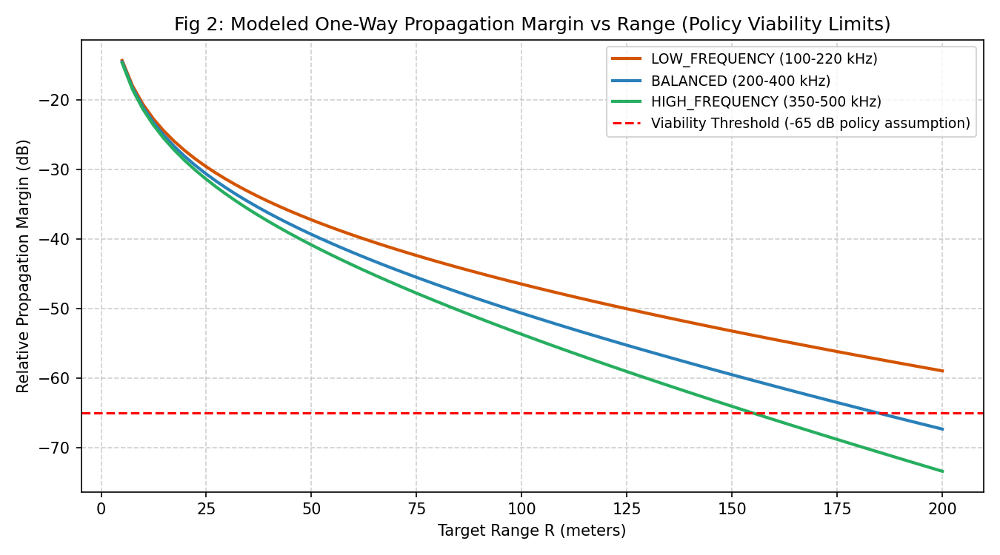 Fig 2: Modeled One-Way Propagation Margin vs Range (Policy Viability Limits)
LOW_FREQUENCY (100-220 kHz)
BALANCED (200-400 kHz)
HIGH_FREQUENCY (350-500 kHz)
Viability Threshold (-65 dB policy assumption)
Relative Propagation Margin (dB)
−20
−30
−40
−50
−60
−70
0 25 50 75 100 125 150 175 200
Target Range R (meters)